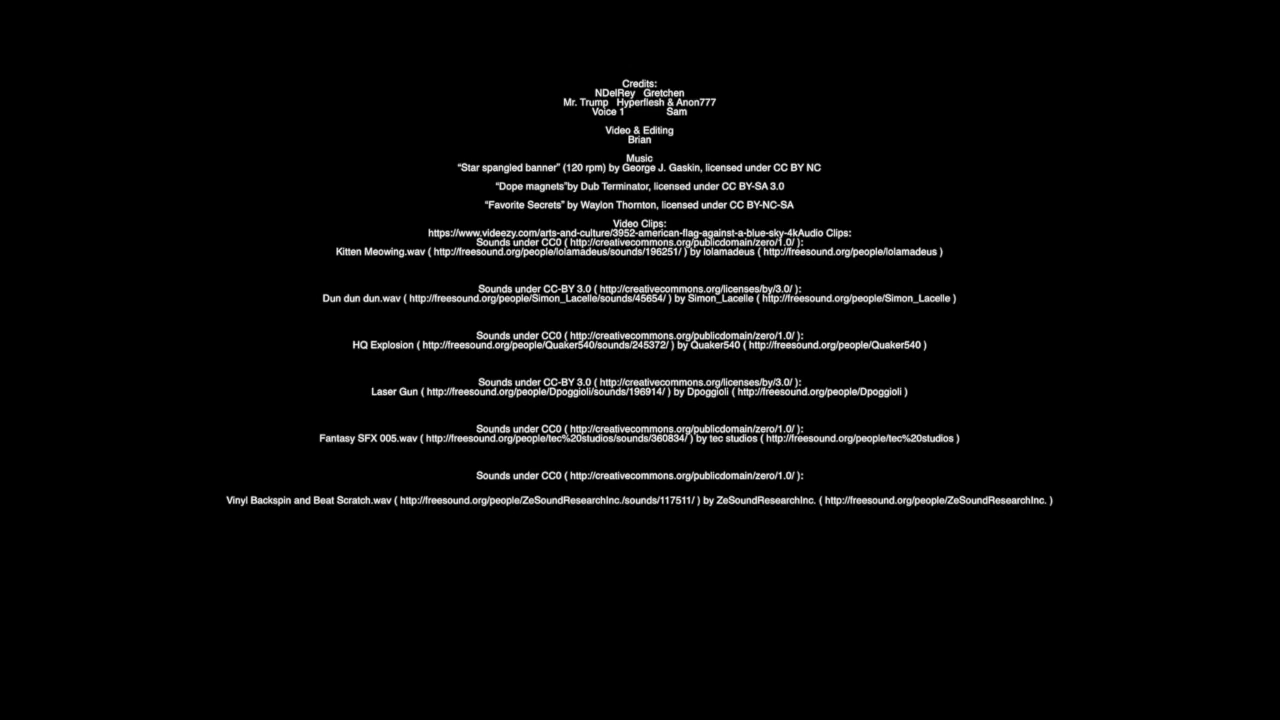 Credits:
NDelRey Gretchen
Mr. Trump Hyperflesh & Anon777
Voice 1 Sam
Video & Editing
Brian
Music
“Star spangled banner” (120 rpm) by George J. Gaskin, licensed under CC BY NC
“Dope magnets”by Dub Terminator, licensed under CC BY-SA 3.0
“Favorite Secrets” by Waylon Thornton, licensed under CC BY-NC-SA
Video Clips:
https://www.videezy.com/arts-and-culture/3952-american-flag-against-a-blue-sky-4kAudio Clips:
Sounds under CC0 ( http://creativecommons.org/publicdomain/zero/1.0/ ):
Kitten Meowing.wav ( http://freesound.org/people/lolamadeus/sounds/196251/ ) by lolamadeus ( http://freesound.org/people/lolamadeus )
Sounds under CC-BY 3.0 ( http://creativecommons.org/licenses/by/3.0/ ):
Dun dun dun.wav ( http://freesound.org/people/Simon_Lacelle/sounds/45654/ ) by Simon_Lacelle ( http://freesound.org/people/Simon_Lacelle )
Sounds under CC0 ( http://creativecommons.org/publicdomain/zero/1.0/ ):
HQ Explosion ( http://freesound.org/people/Quaker540/sounds/245372/ ) by Quaker540 ( http://freesound.org/people/Quaker540 )
Sounds under CC-BY 3.0 ( http://creativecommons.org/licenses/by/3.0/ ):
Laser Gun ( http://freesound.org/people/Dpoggioli/sounds/196914/ ) by Dpoggioli ( http://freesound.org/people/Dpoggioli )
Sounds under CC0 ( http://creativecommons.org/publicdomain/zero/1.0/ ):
Fantasy SFX 005.wav ( http://freesound.org/people/tec%20studios/sounds/360834/ ) by tec studios ( http://freesound.org/people/tec%20studios )
Sounds under CC0 ( http://creativecommons.org/publicdomain/zero/1.0/ ):
Vinyl Backspin and Beat Scratch.wav ( http://freesound.org/people/ZeSoundResearchInc./sounds/117511/ ) by ZeSoundResearchInc. ( http://freesound.org/people/ZeSoundResearchInc. )